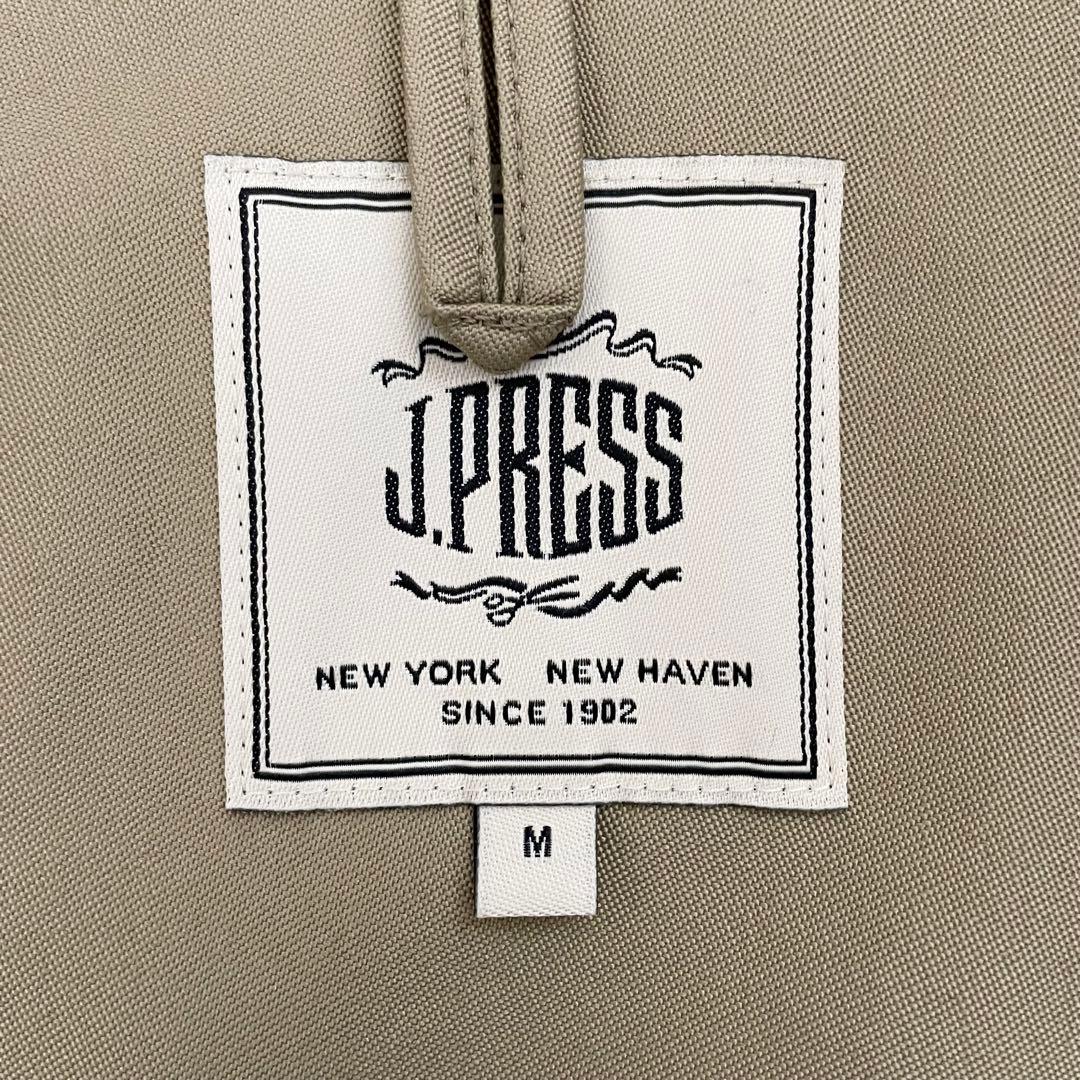 J.PRESS
NEW YORK NEW HAVEN
SINCE 1902
M